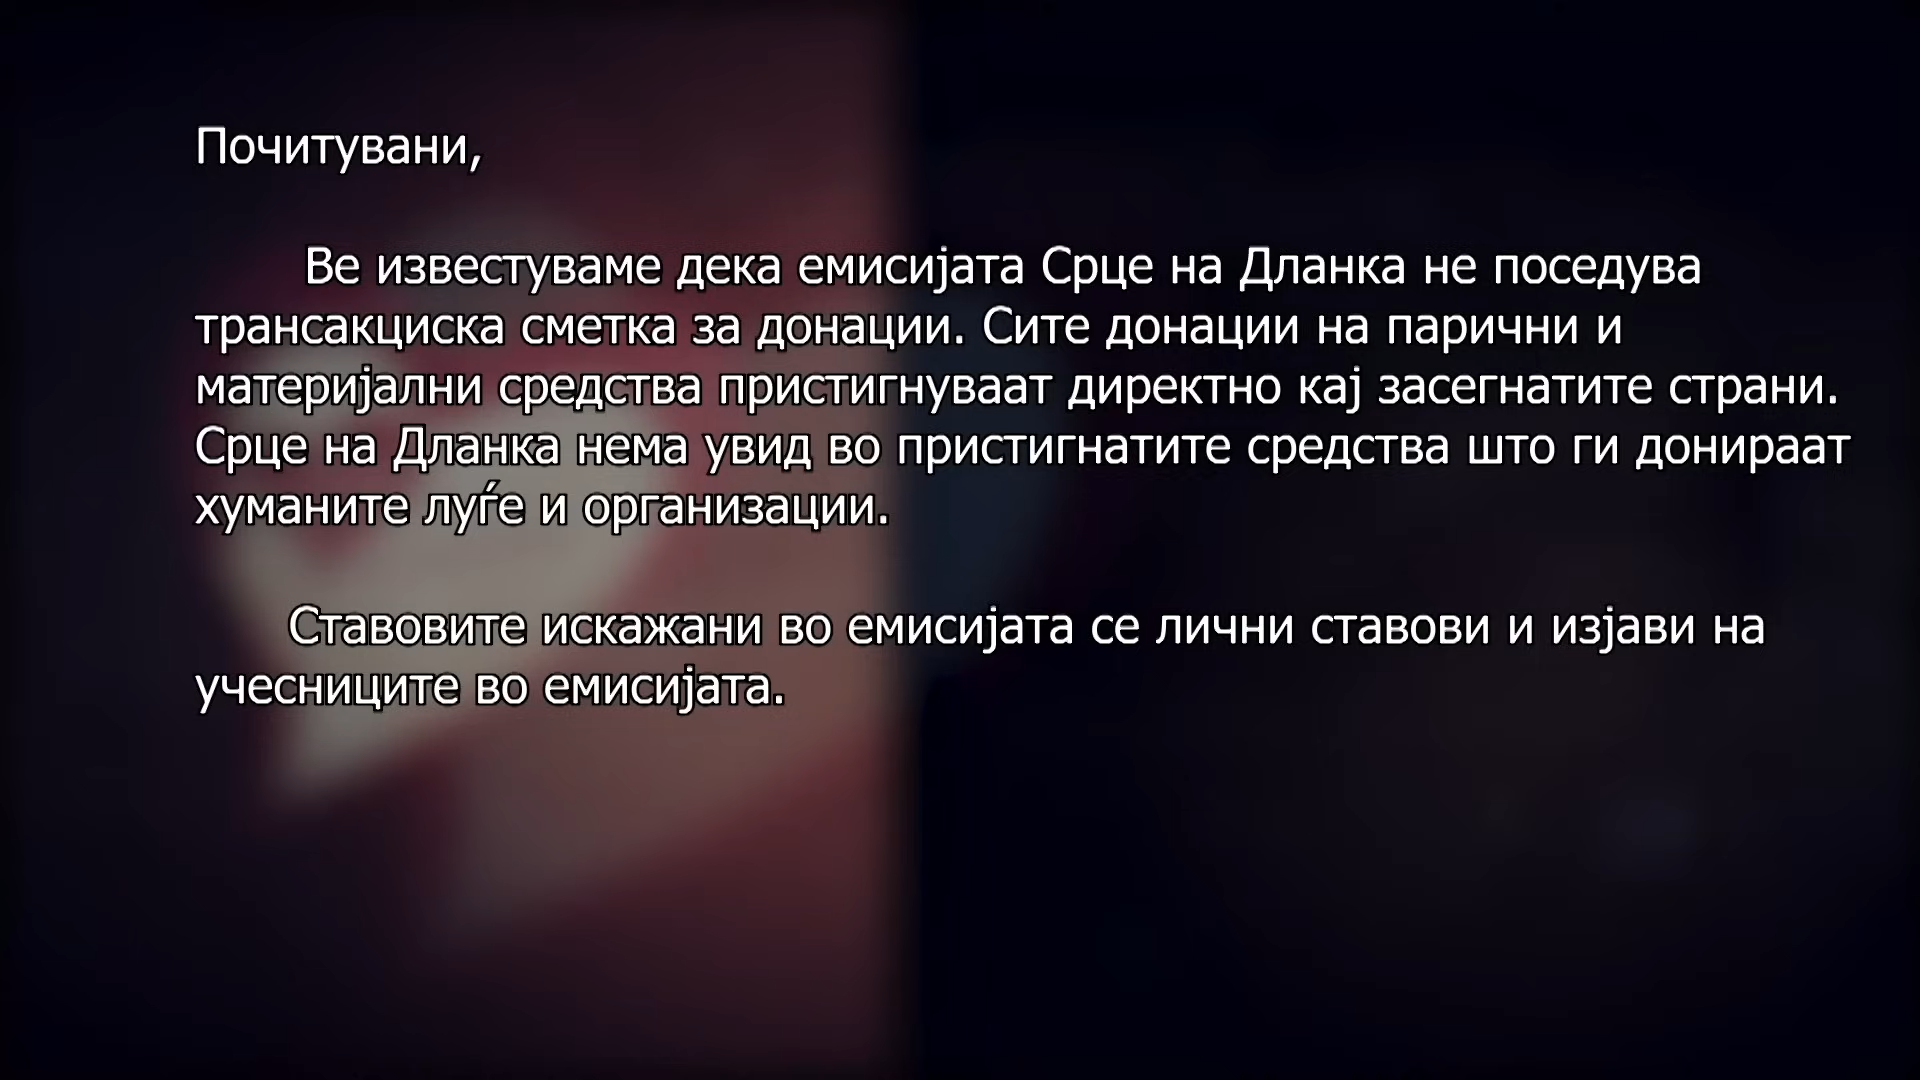 Почитувани,
Ве известуваме дека емисијата Срце на Дланка не поседува
трансакциска сметка за донации. Сите донации на парични и
материјални средства пристигнуваат директно кај засегнатите страни.
Срце на Дланка нема увид во пристигнатите средства што ги донираат
хуманите луѓе и организации.
Ставовите искажани во емисијата се лични ставови и изјави на
учесниците во емисијата.